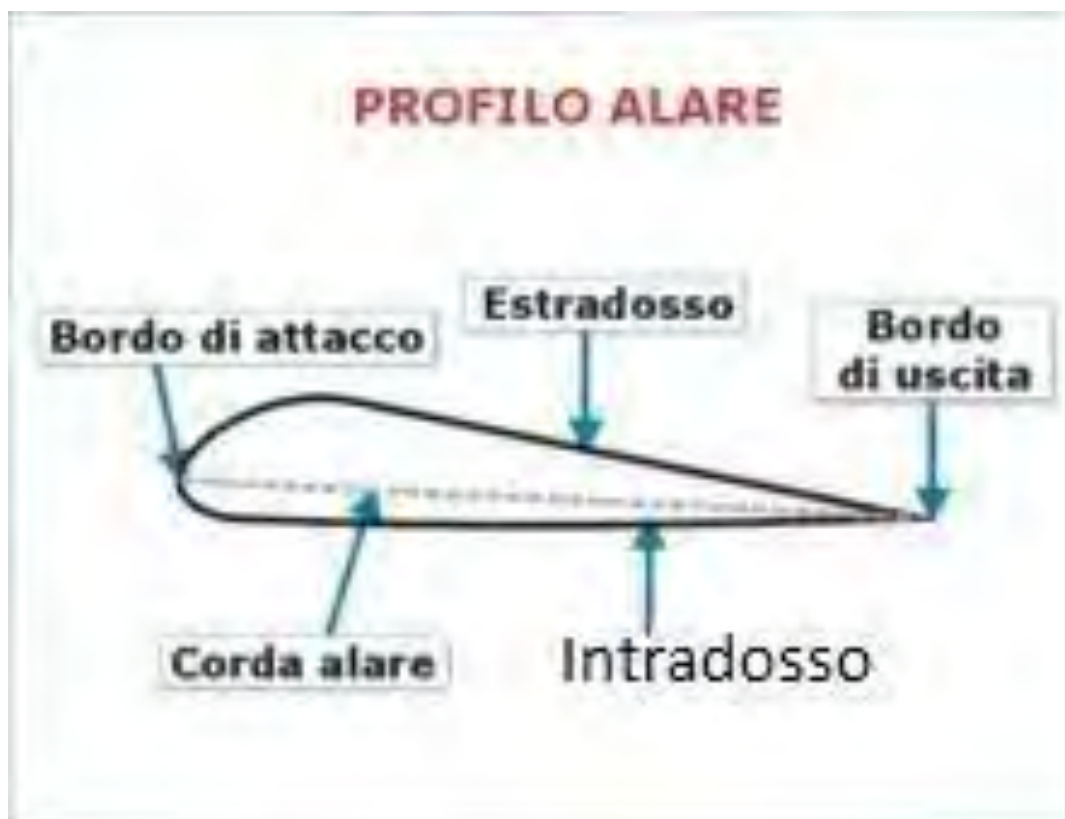 PROFILO ALARE
Estradosso
Bordo di attacco
Bordo
di uscita
Corda alare
Intradosso